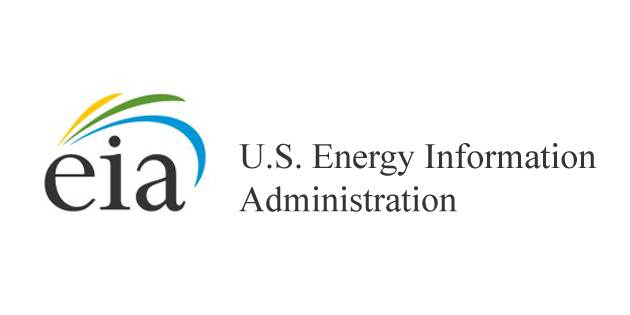 eia
U.S. Energy Information
Administration